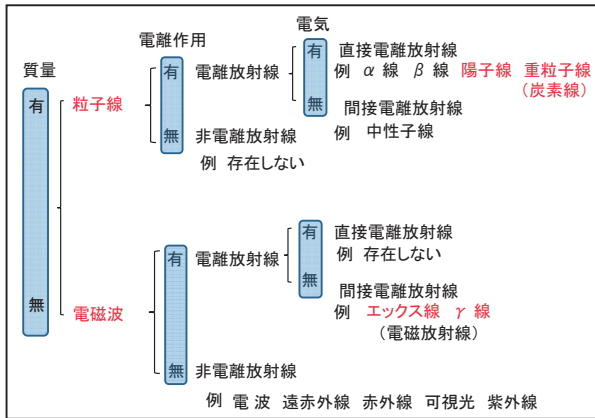 電気
電離作用
質量
有 直接電離放射線
例 α線 β線 陽子線 重粒子線
(炭素線)
有 電離放射線
有 粒子線
無 間接電離放射線
例 中性子線
無 非電離放射線
例 存在しない
有 直接電離放射線
例 存在しない
有 電離放射線
無
間接電離放射線
無 電磁波
例 エックス線 γ線
(電磁放射線)
無 非電離放射線
例 電波 遠赤外線 赤外線 可視光 紫外線